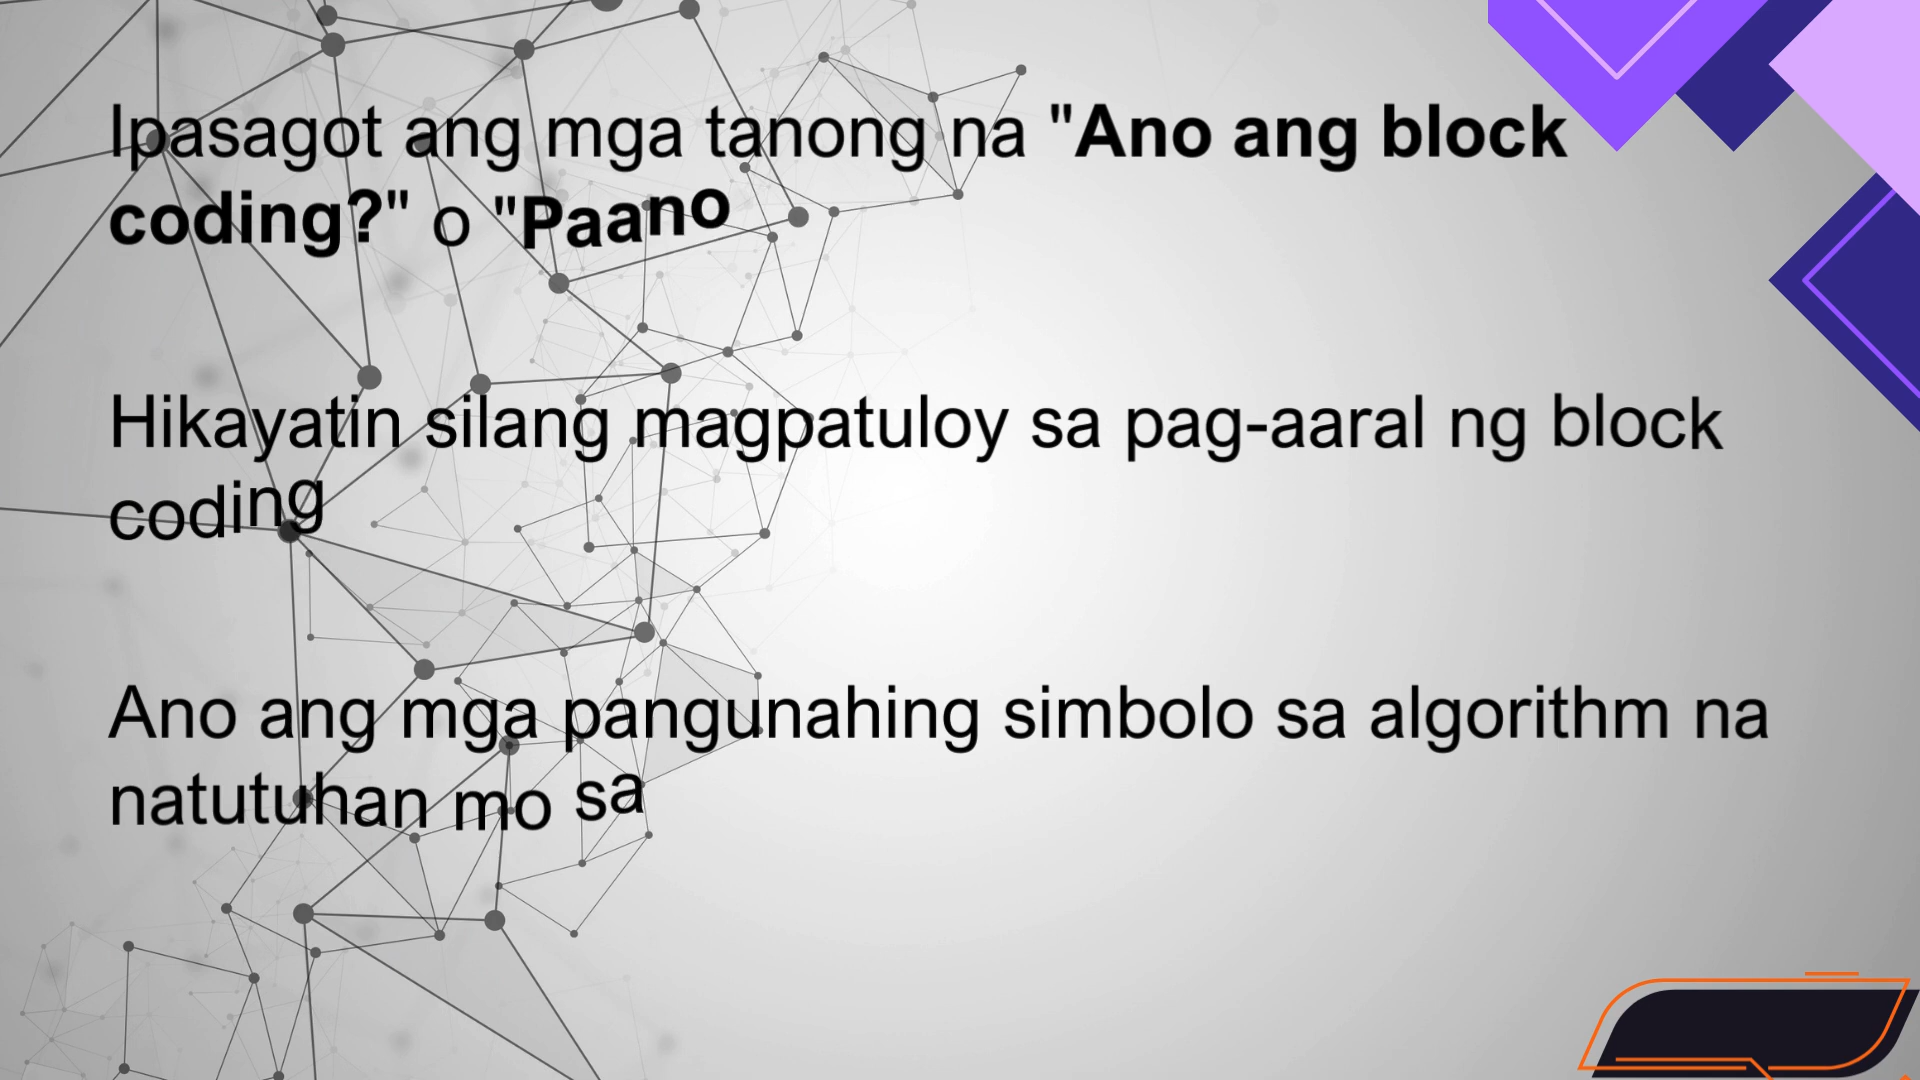 Ipasagot ang mga tanong na "Ano ang block
coding?" o "Paano
Hikayatin silang magpatuloy sa pag-aaral ng block
coding
Ano ang mga pangunahing simbolo sa algorithm na
natutuhan mo sa